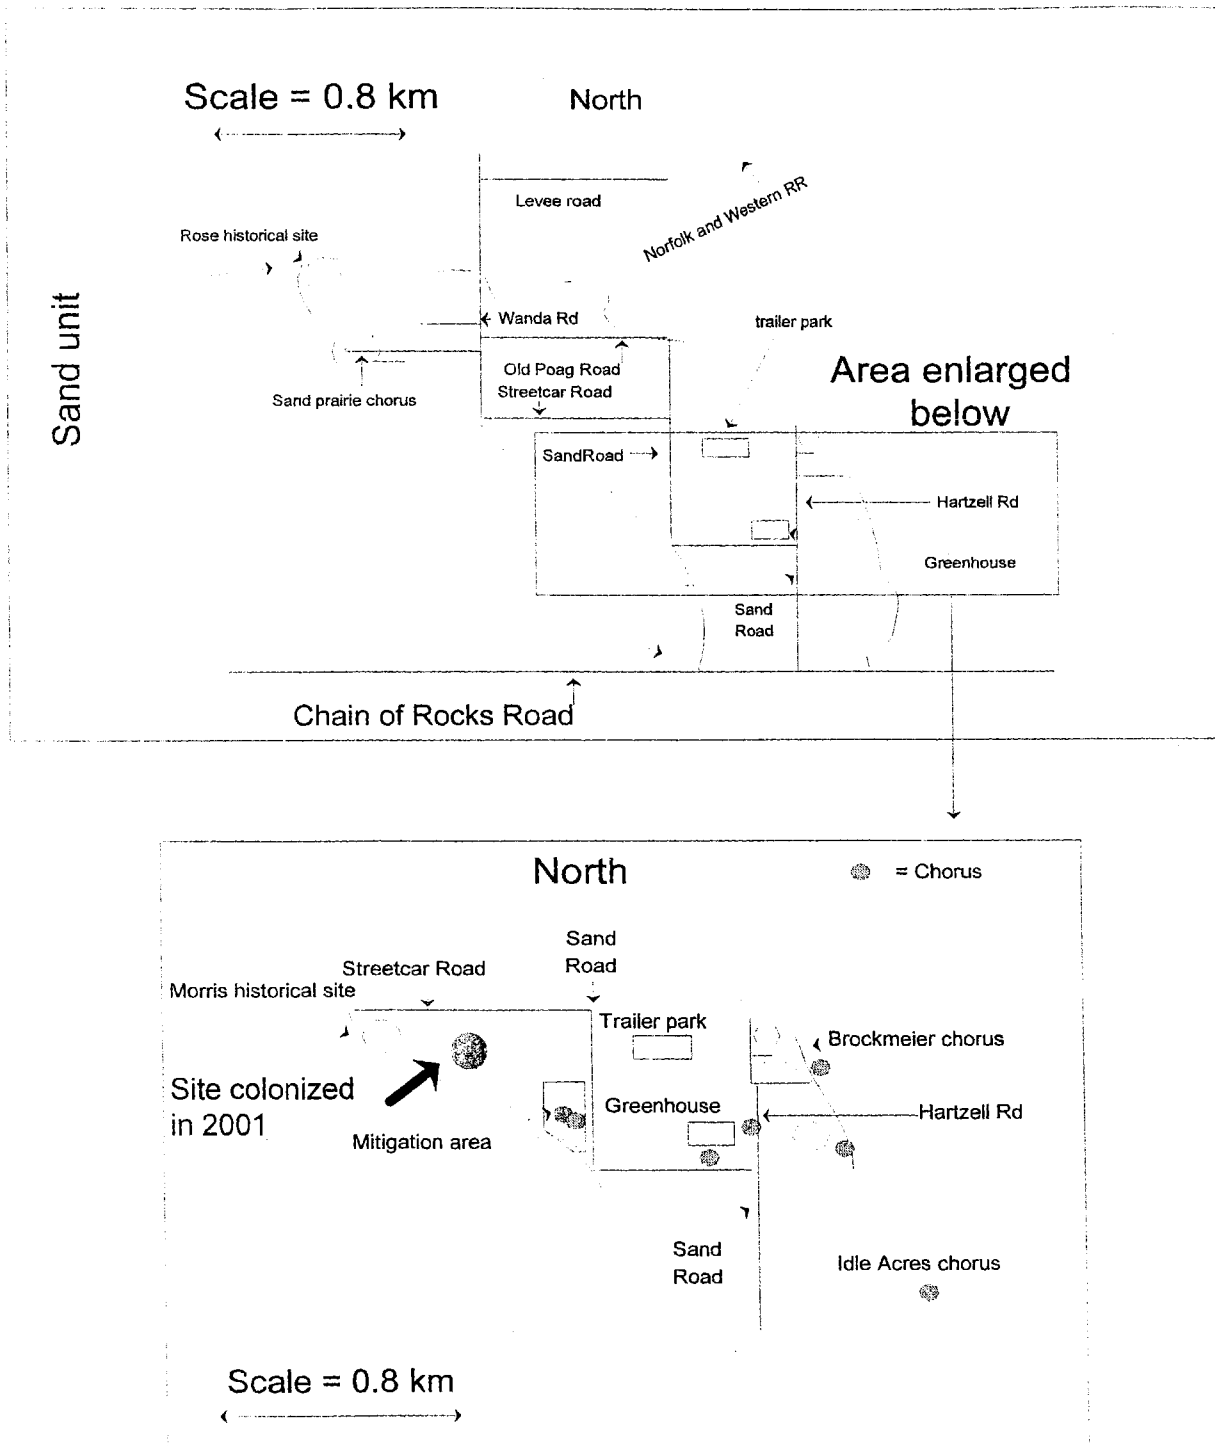 Scale = 0.8 km
North
Levee road
Norfolk and Western RR
Rose historical site
Sand unit
Wanda Rd
trailer park
Old Poag Road
Streetcar Road
Sand prairie chorus
Area enlarged
below
SandRoad
Hartzell Rd
Greenhouse
Sand
Road
Chain of Rocks Road
North
= Chorus
Sand
Road
Streetcar Road
Morris historical site
Trailer park
Brockmeier chorus
Site colonized
in 2001
Greenhouse
Hartzell Rd
Mitigation area
Sand
Road
Idle Acres chorus
Scale = 0.8 km